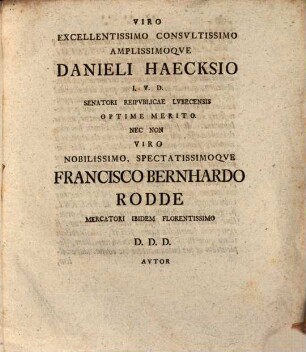 VIRO
EXCELLENTISSIMO CONSVLTISSIMO
AMPLISSIMOQVE
DANIELI HAECKSIO
I. V. D.
SENATORI REIPVBLICAE LVBECENSIS
OPTIME MERITO.
NEC NON
VIRO
NOBILISSIMO, SPECTATISSIMOQVE
FRANCISCO BERNHARDO
RODDE
MERCATORI IBIDEM FLORENTISSIMO
D. D. D.
AVTOR